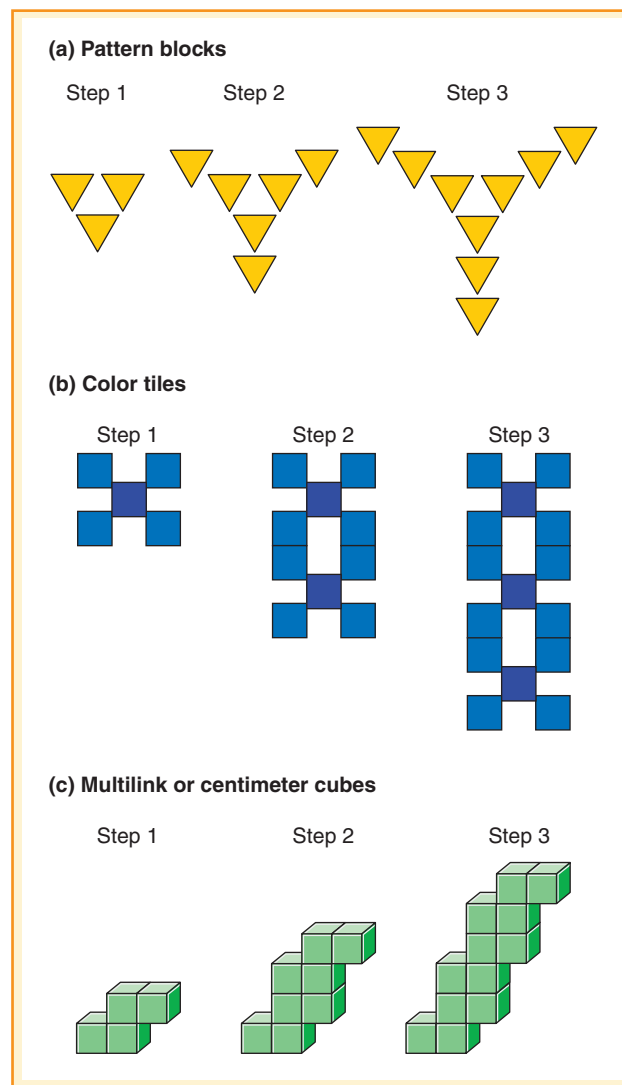 (a) Pattern blocks
Step 1 Step 2 Step 3
(b) Color tiles
Step 1 Step 2 Step 3
(c) Multilink or centimeter cubes
Step 1 Step 2 Step 3